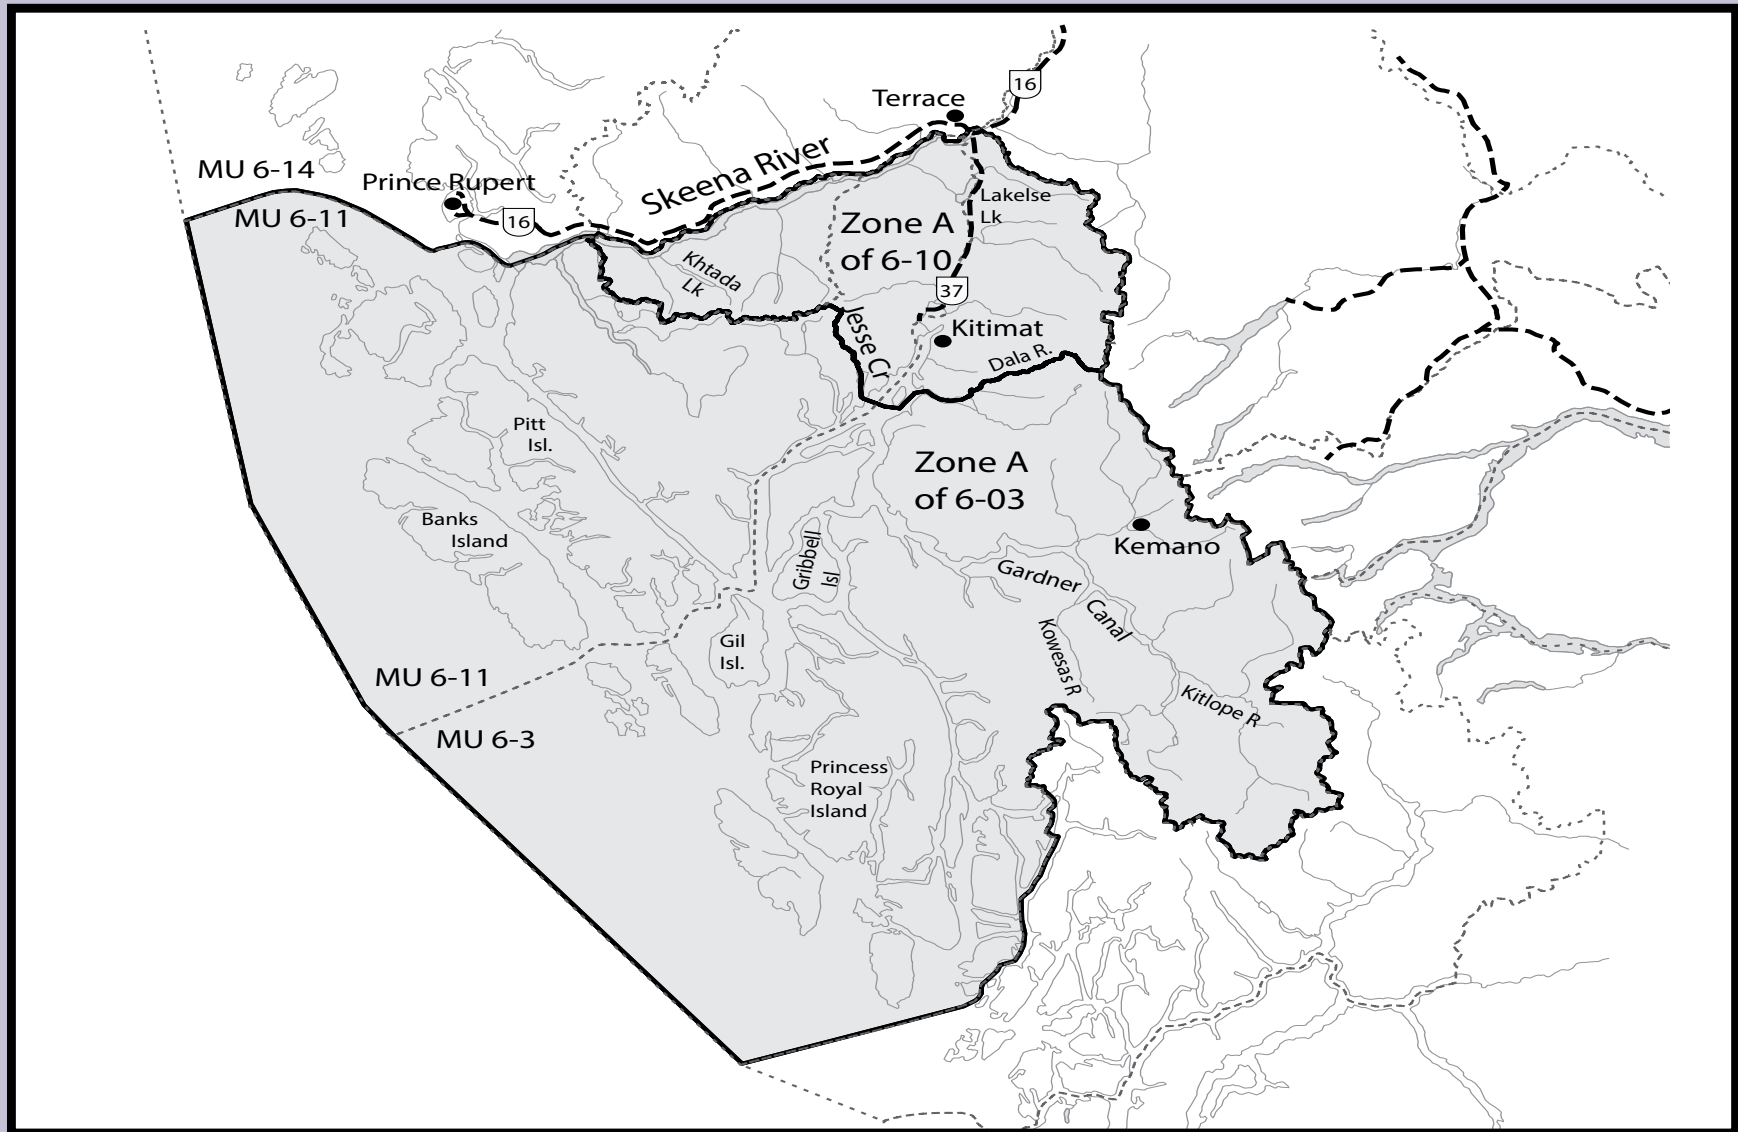 16
Terrace
MU 6-14
Prince Rupert
Skeena River
MU 6-11
16
Lakelse
Lk
Zone A
of 6-10
Khtada
Lk
37
Jesse Cr
Kitimat
Dala R.
Pitt
Isl.
Zone A
of 6-03
Banks
Island
Kemano
Gribbell
Isl
Gardner
Canal
Kowesas R
Gil
Isl.
MU 6-11
Kitlope R
MU 6-3
Princess
Royal
Island